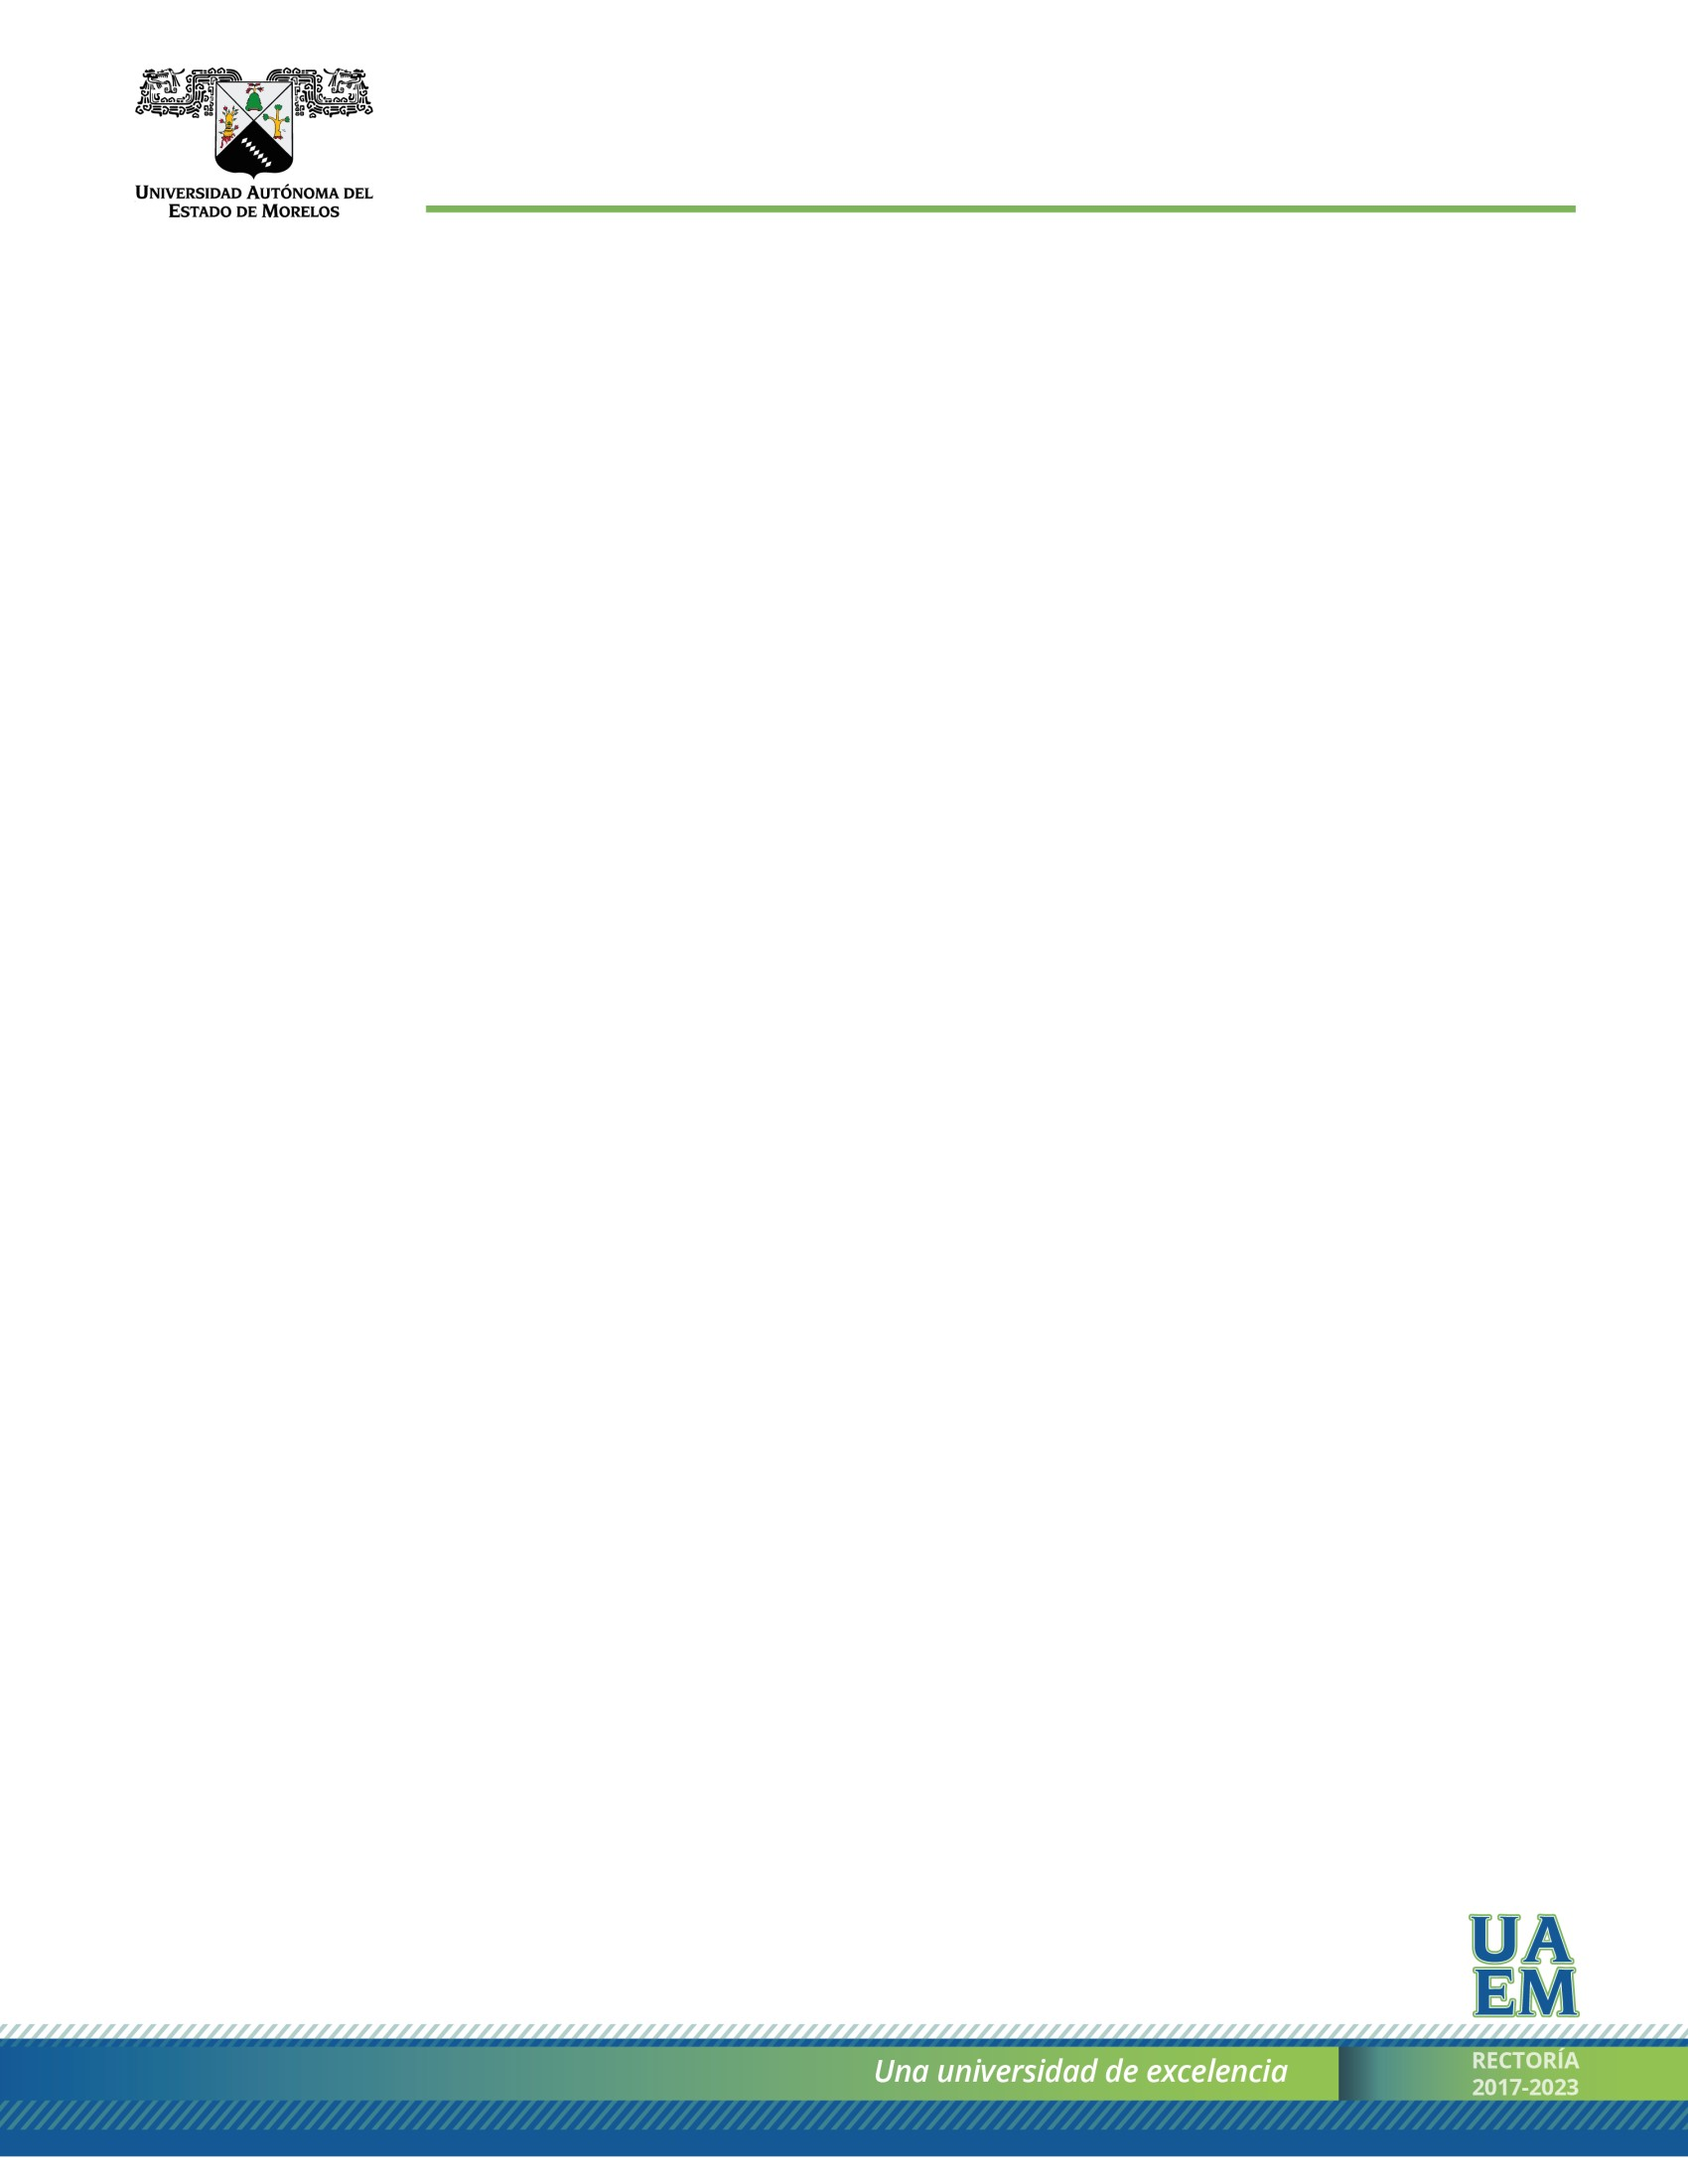 UNIVERSIDAD AUTÓNOMA DEL
ESTADO DE MORELOS
UA
EM
Una universidad de excelencia
RECTORÍA
2017-2023